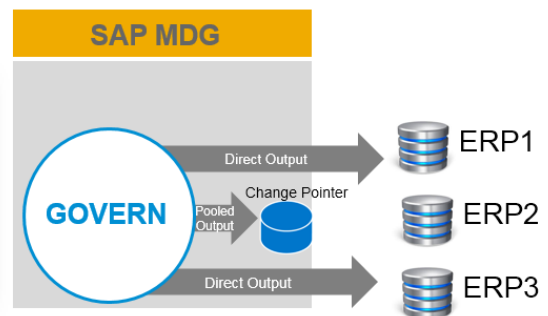 SAP MDG
Direct Output
ERP1
Change Pointer
GOVERN
Pooled
Output
ERP2
Direct Output
ERP3